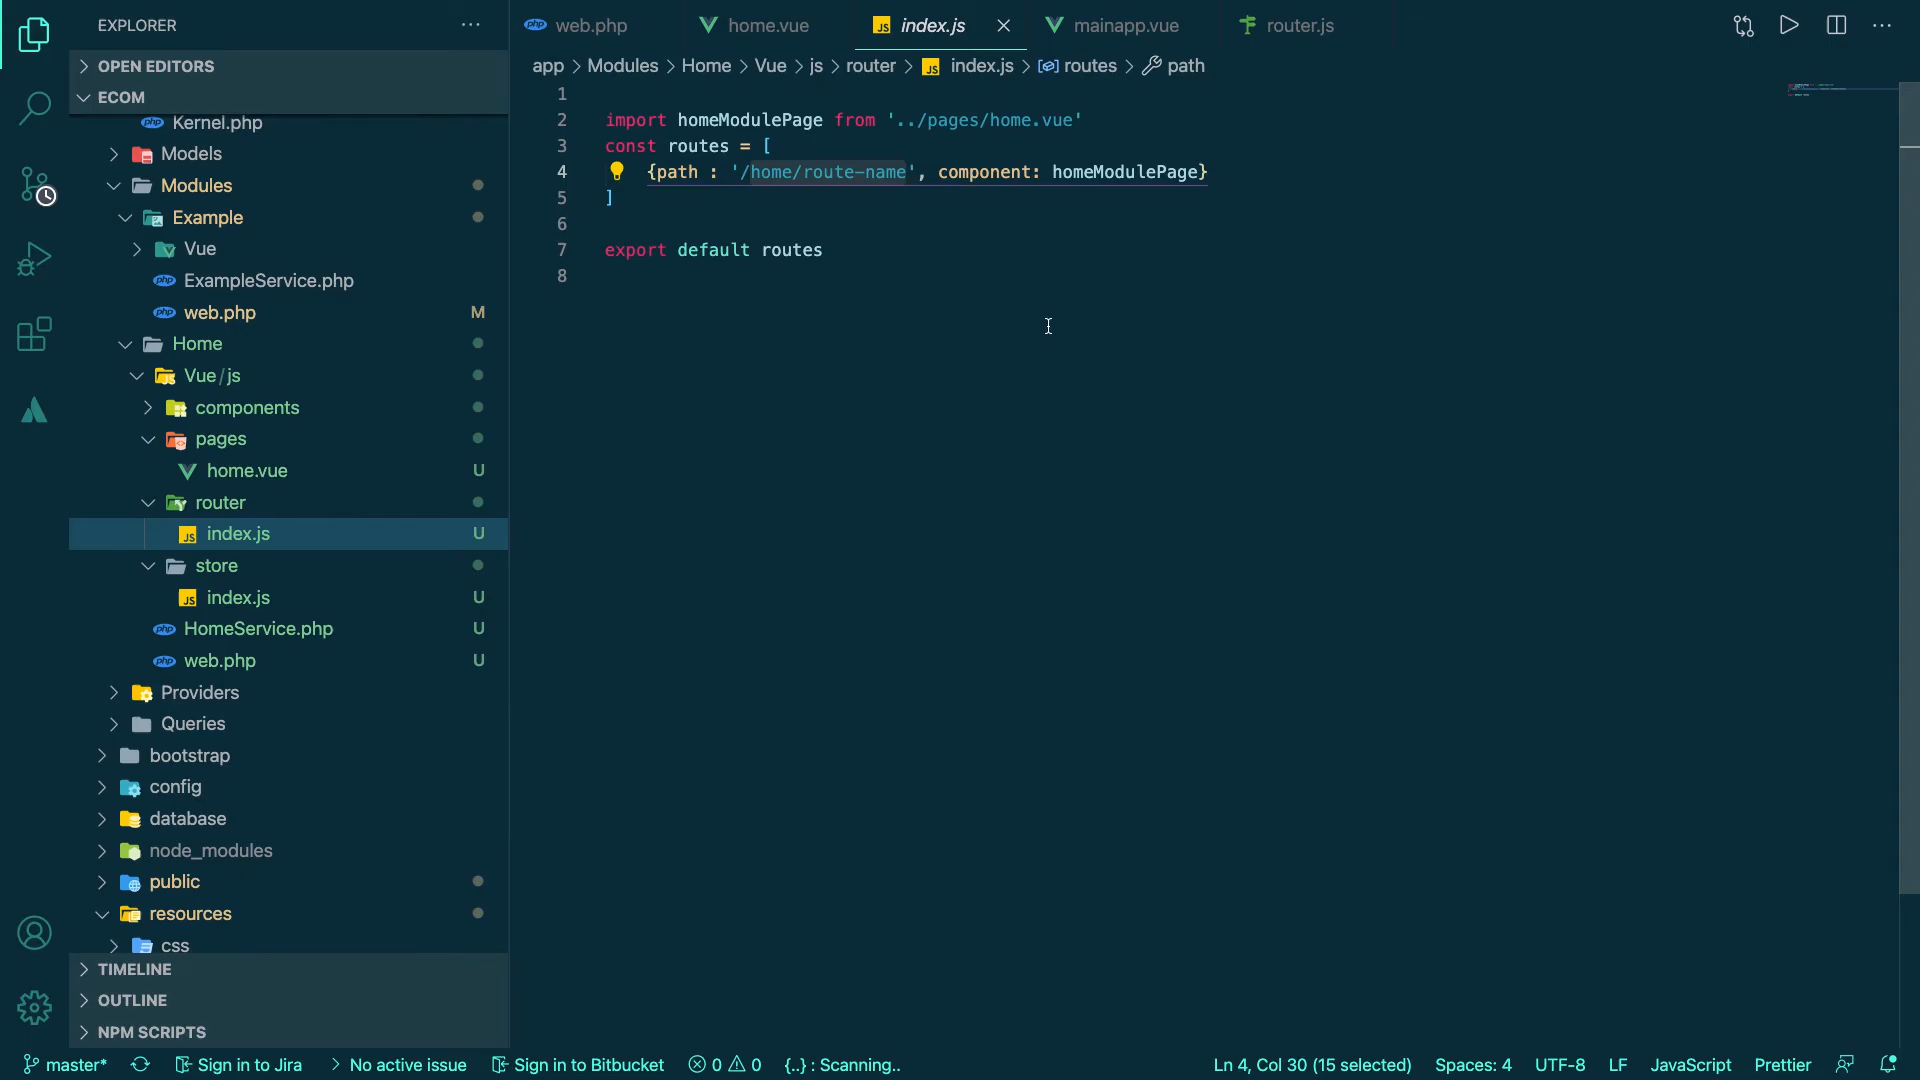 EXPLORER
OPEN EDITORS
ECOM
Kernel.php
Models
Modules
Example
Vue
ExampleService.php
web.php M
Home
Vue/js
components
pages
home.vue U
router
index.js U
store
index.js U
HomeService.php U
web.php U
Providers
Queries
bootstrap
config
database
node_modules
public
resources
css
TIMELINE
OUTLINE
NPM SCRIPTS
web.php home.vue index.js mainapp.vue router.js
app > Modules > Home > Vue > js > router > JS index.js > routes > path
1
2 import homeModulePage from '../pages/home.vue'
3 const routes = [
4 {path : '/home/route-name', component: homeModulePage}
5 ]
6
7 export default routes
8
master* Sign in to Jira > No active issue Sign in to Bitbucket 0 0 {..} : Scanning.. Ln 4, Col 30 (15 selected) Spaces: 4 UTF-8 LF JavaScript Prettier